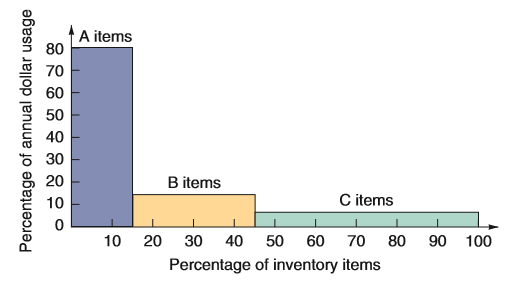 Percentage of annual dollar usage
A items
80
70
60
50
40
30
20
10
0
B items
C items
10 20 30 40 50 60 70 80 90 100
Percentage of inventory items